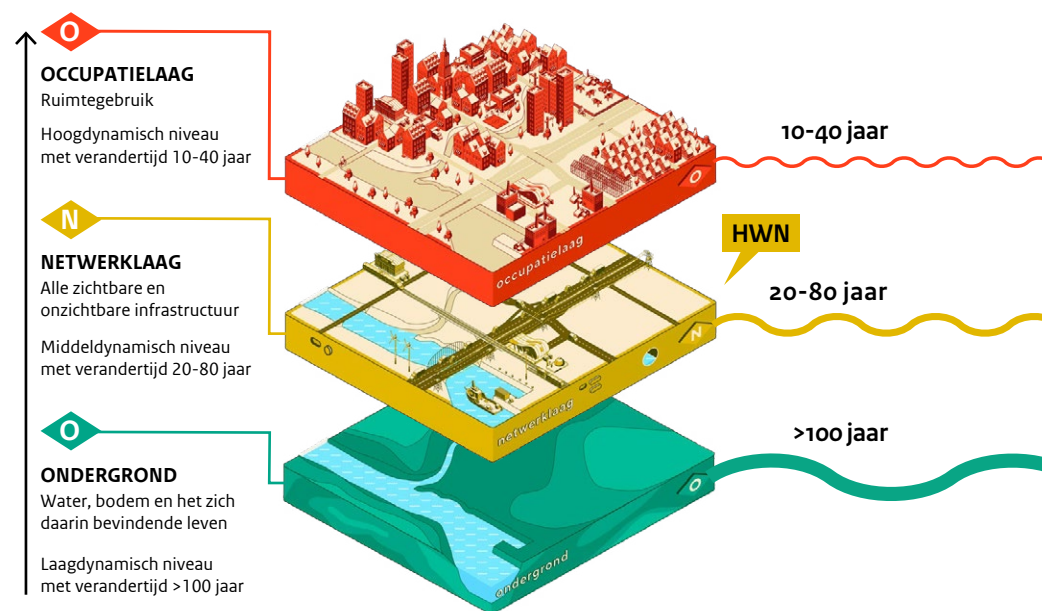 O
OCCUPATIELAAG
Ruimtegebruik
Hoogdynamisch niveau
met verandertijd 10-40 jaar
N
NETWERKLAAG
Alle zichtbare en
onzichtbare infrastructuur
Middeldynamisch niveau
met verandertijd 20-80 jaar
O
ONDERGROND
Water, bodem en het zich
daarin bevindende leven
Laagdynamisch niveau
met verandertijd >100 jaar
occupatielaag
O
netwerklaag
N
ondergrond
O
10-40 jaar
HWN
20-80 jaar
>100 jaar